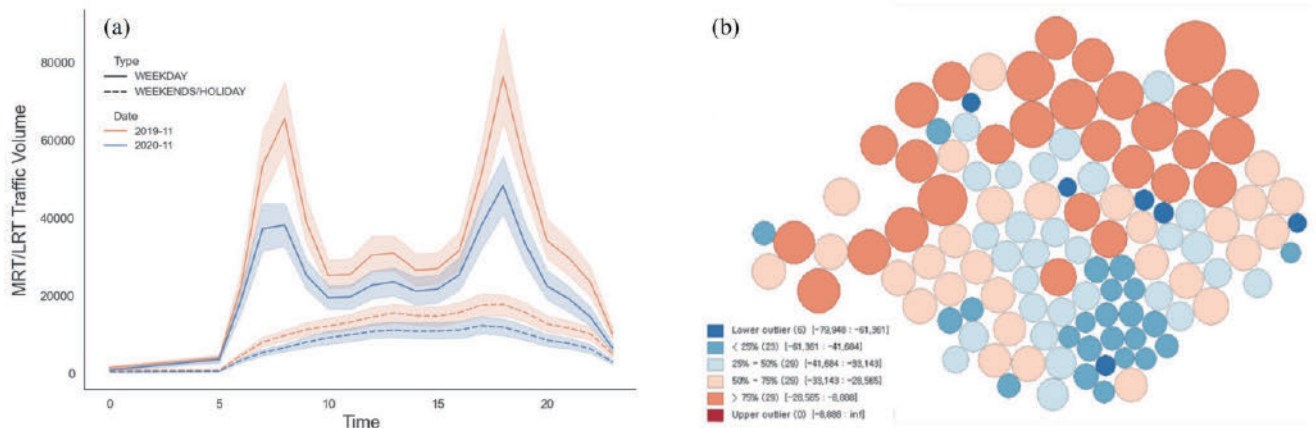 (a)
MRT/LRT Traffic Volume
80000
60000
40000
20000
0
Type
WEEKDAY
WEEKENDS/HOLIDAY
Date
2019-11
2020-11
0 5 10 15 20
Time
(b)
Lower outlier (6) [-79,948 : -61,361]
< 25% (23) [-61,361 : -41,684]
25% - 50% (29) [-41,684 : -33,143]
50% - 75% (29) [-33,143 : -28,565]
> 75% (29) [-28,565 : -8,888]
Upper outlier (0) [-8,888 : inf]